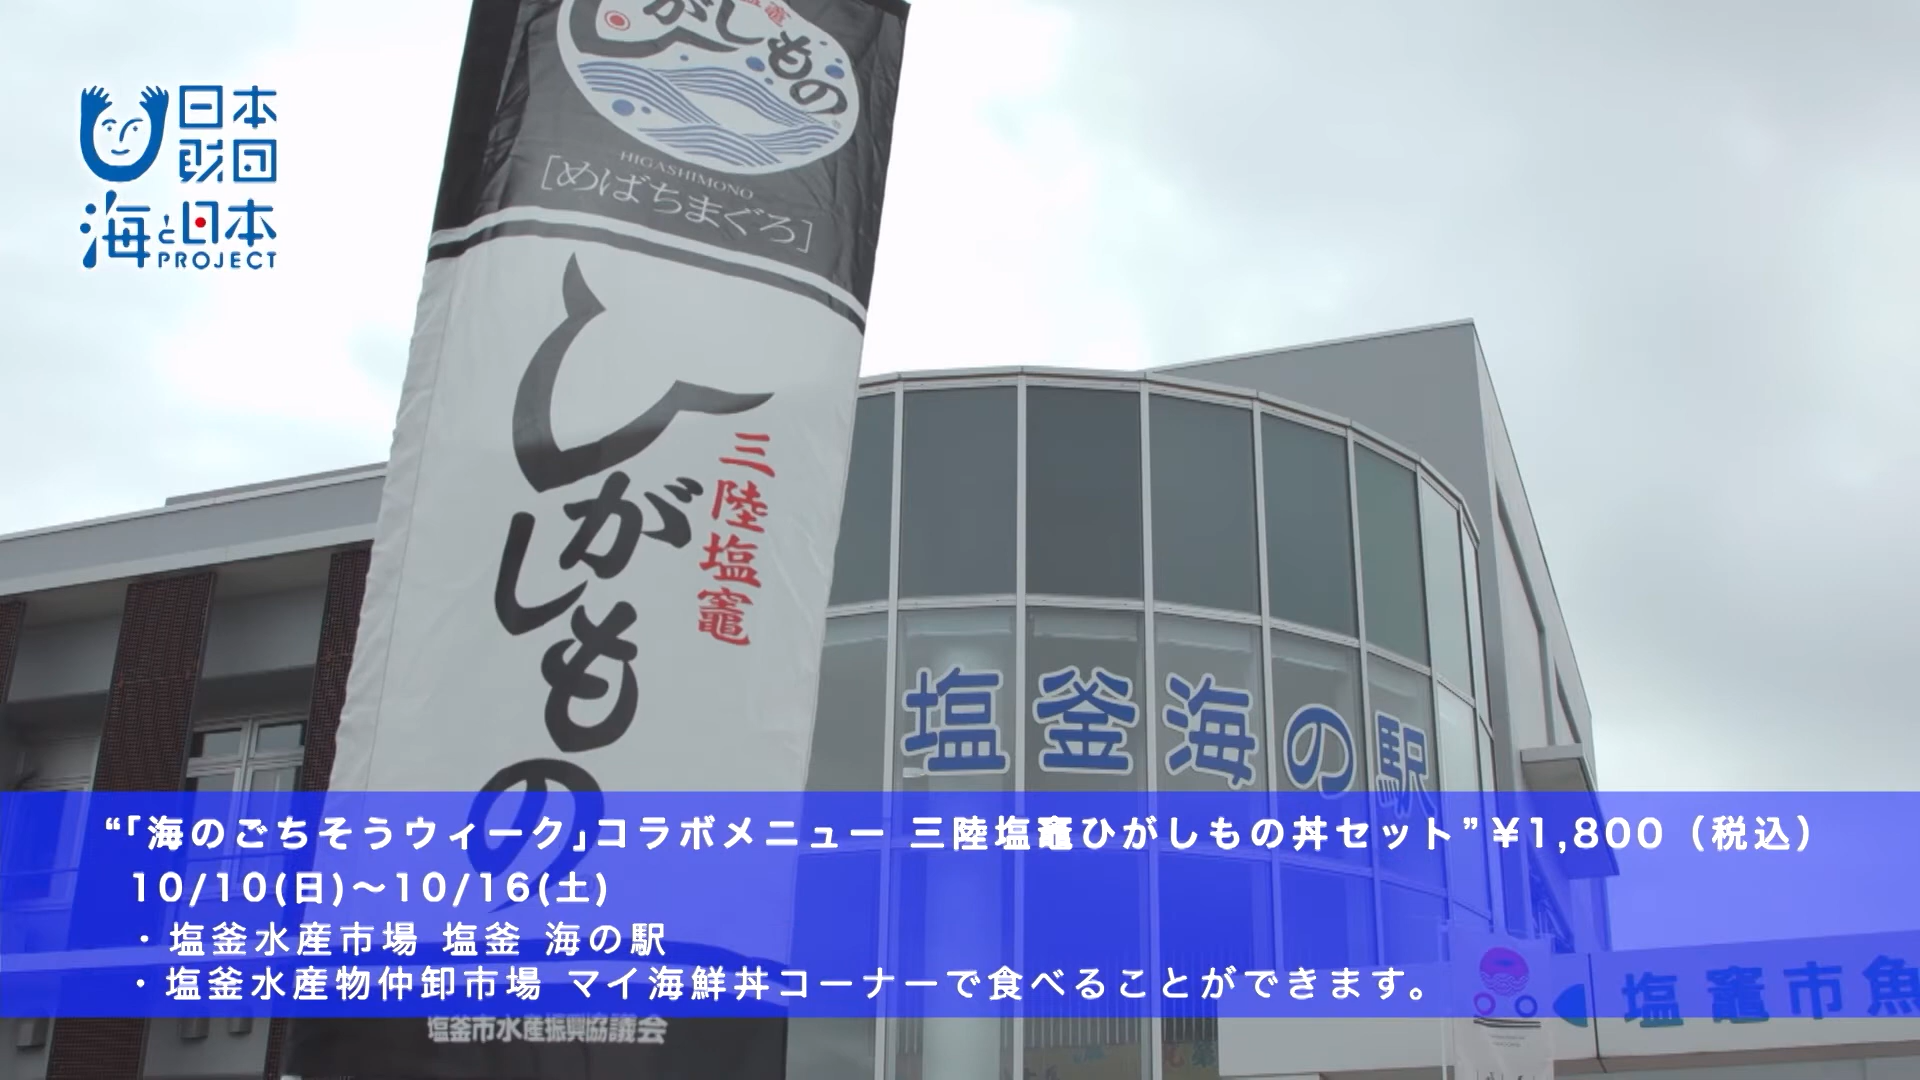 日本
財団
海と日本
PROJECT
ひがしもの
HIGASHIMONO
[めばちまぐろ]
ひがしもの
三陸塩竈
塩釜海の駅
“「海のごちそうウィーク」コラボメニュー 三陸塩竈ひがしもの丼セット”¥1,800（税込）
10/10(日)～10/16(土)
・塩釜水産市場 塩釜 海の駅
・塩釜水産物仲卸市場 マイ海鮮丼コーナーで食べることができます。
塩竈市魚
塩釜市水産振興協議会